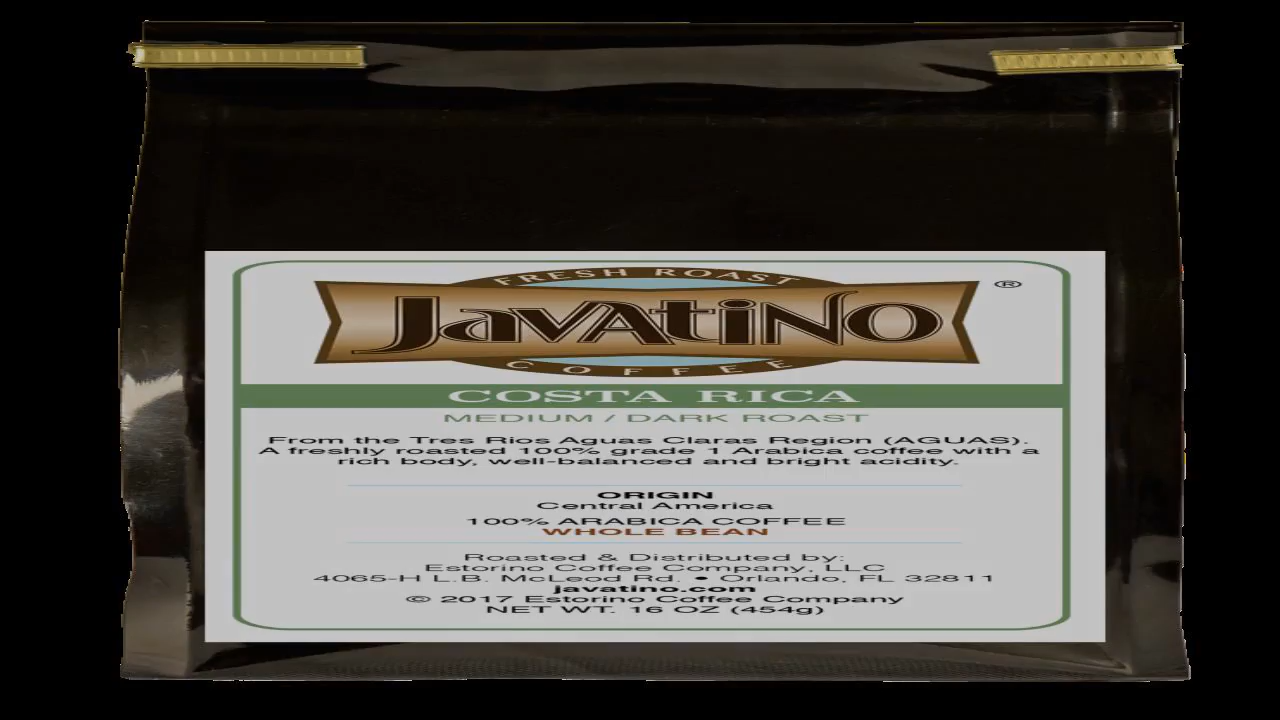 FRESH ROAST
JAVATINO
®
COFFEE
COSTA RICA
MEDIUM / DARK ROAST
From the Tres Rios Aguas Claras Region (AGUAS).
A freshly roasted 100% grade 1 Arabica coffee with a
rich body, well-balanced and bright acidity.
ORIGIN
Central America
100% ARABICA COFFEE
WHOLE BEAN
Roasted & Distributed by:
Estorino Coffee Company, LLC
4065-H L.B. McLeod Rd. • Orlando, FL 32811
javatino.com
© 2017 Estorino Coffee Company
NET WT. 16 OZ (454g)